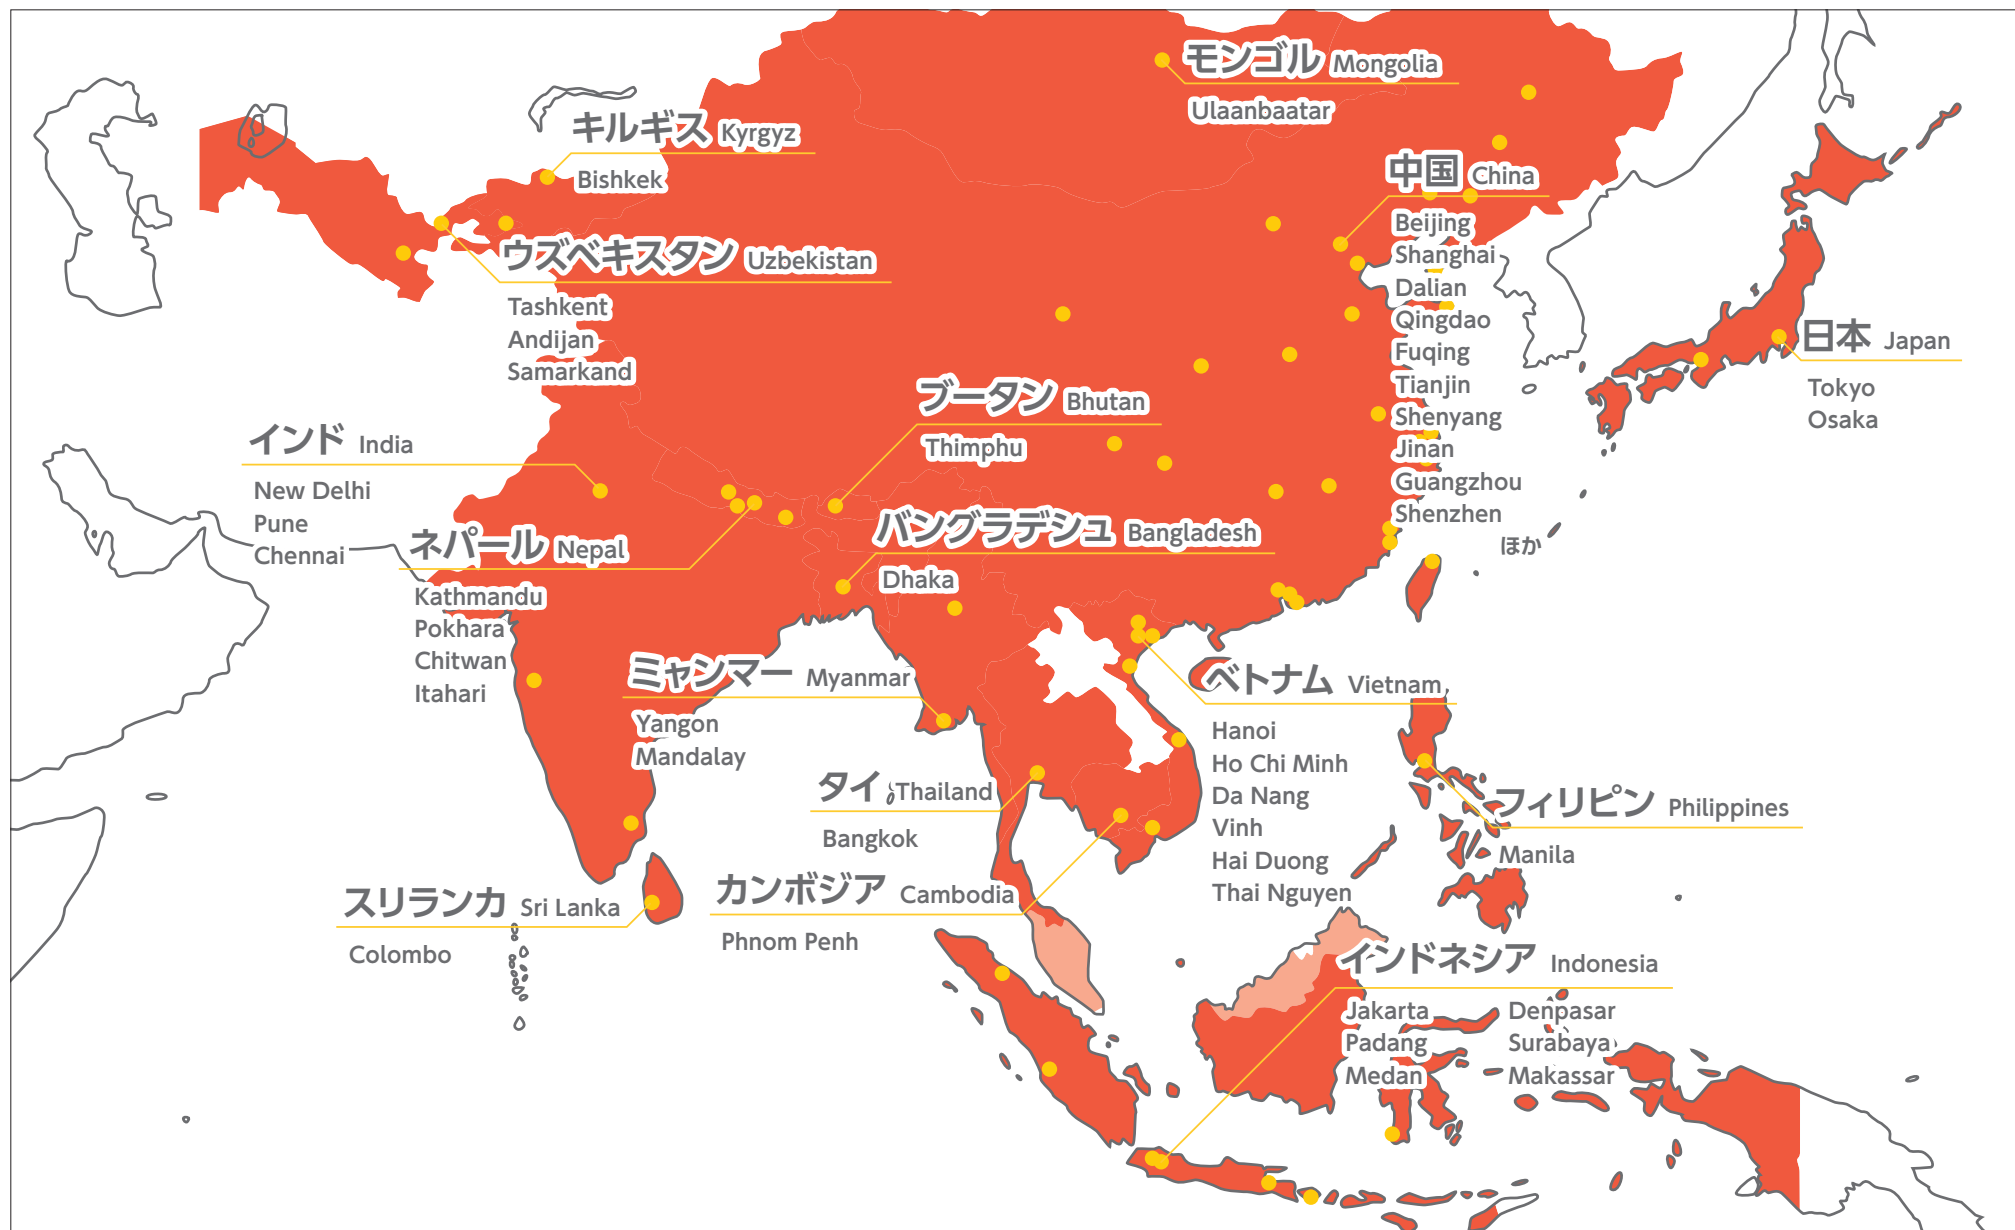 モンゴル Mongolia
Ulaanbaatar
キルギス Kyrgyz
Bishkek
中国 China
Beijing
Shanghai
Dalian
Qingdao
Fuqing
Tianjin
Shenyang
Jinan
Guangzhou
Shenzhen
ほか
ウズベキスタン Uzbekistan
Tashkent
Andijan
Samarkand
日本 Japan
Tokyo
Osaka
ブータン Bhutan
Thimphu
インド India
New Delhi
Pune
Chennai
ネパール Nepal
Kathmandu
Pokhara
Chitwan
Itahari
バングラデシュ Bangladesh
Dhaka
ミャンマー Myanmar
Yangon
Mandalay
ベトナム Vietnam
Hanoi
Ho Chi Minh
Da Nang
Vinh
Hai Duong
Thai Nguyen
タイ Thailand
Bangkok
フィリピン Philippines
Manila
スリランカ Sri Lanka
Colombo
カンボジア Cambodia
Phnom Penh
インドネシア Indonesia
Jakarta Denpasar
Padang Surabaya
Medan Makassar